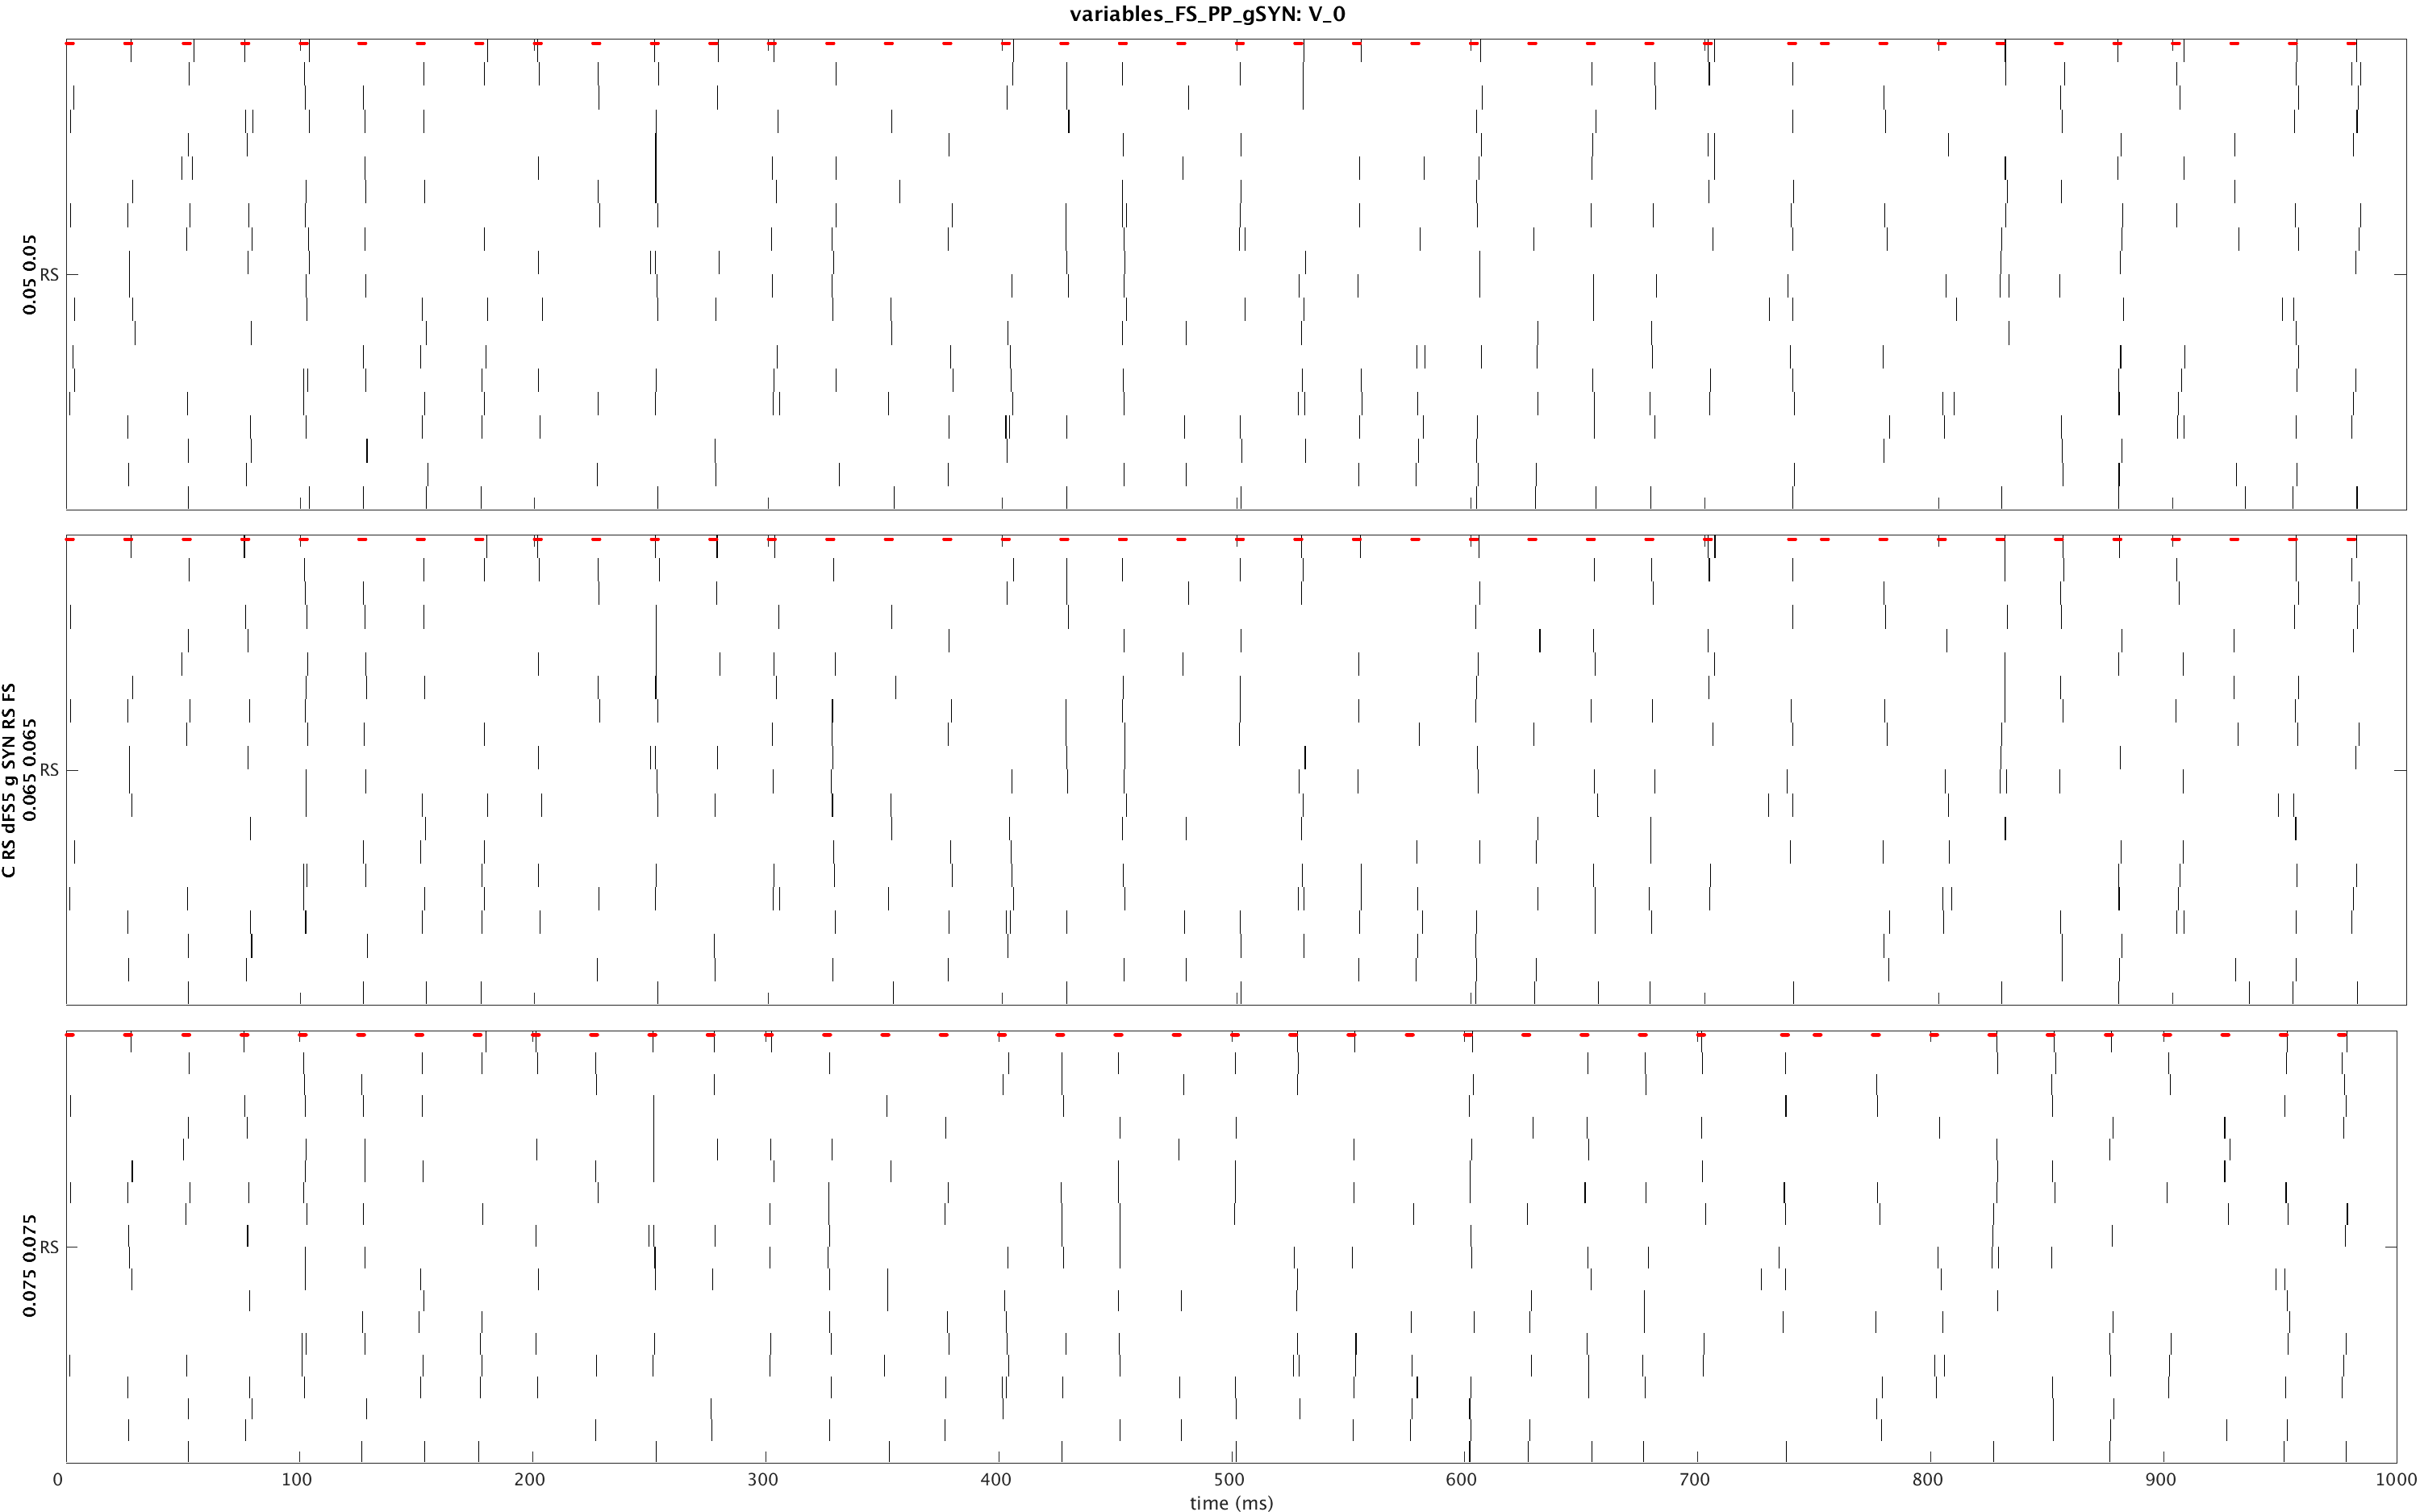 variables_FS_PP_gSYN: V_0
0.05 0.05
RS
C RS dFS5 g SYN RS FS
0.065 0.065
RS
0.075 0.075
RS
0 100 200 300 400 500 600 700 800 900 1000
time (ms)